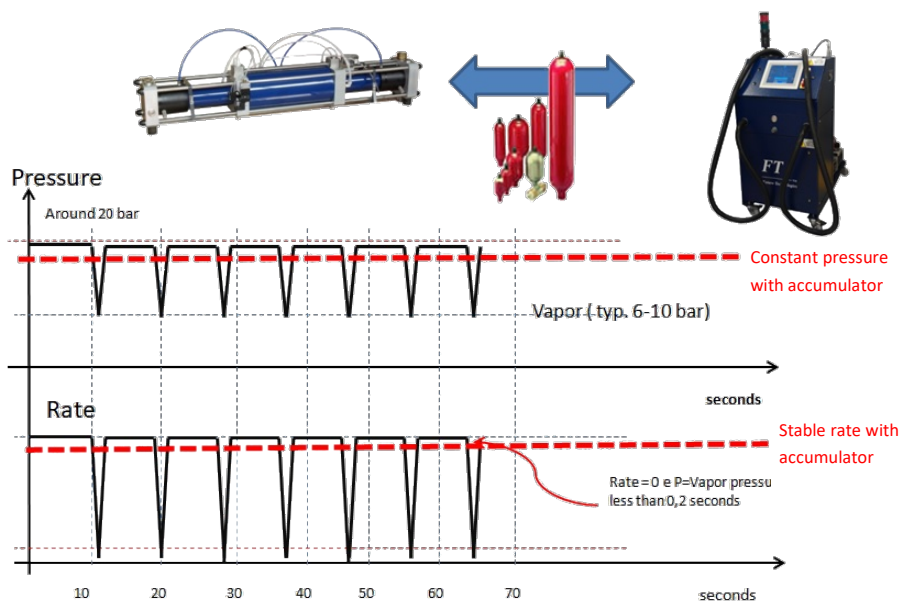 FT
Pressure
Around 20 bar
Constant pressure
with accumulator
Vapor ( typ. 6-10 bar)
seconds
Rate
Stable rate with
accumulator
Rate = 0 e P=Vapor pressu
less than 0,2 seconds
10 20 30 40 50 60 70 seconds